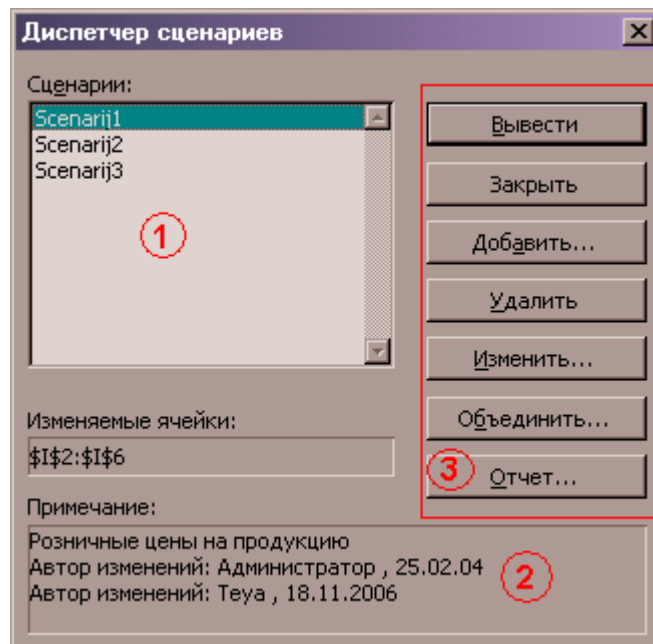 Диспетчер сценариев
Сценарии:
Scenarij1
Scenarij2
Scenarij3
1
Вывести
Закрыть
Добавить...
Удалить
Изменить...
Объединить...
3
Отчет...
Изменяемые ячейки:
$I$2:$I$6
Примечание:
Розничные цены на продукцию
Автор изменений: Администратор , 25.02.04
Автор изменений: Teya , 18.11.2006
2